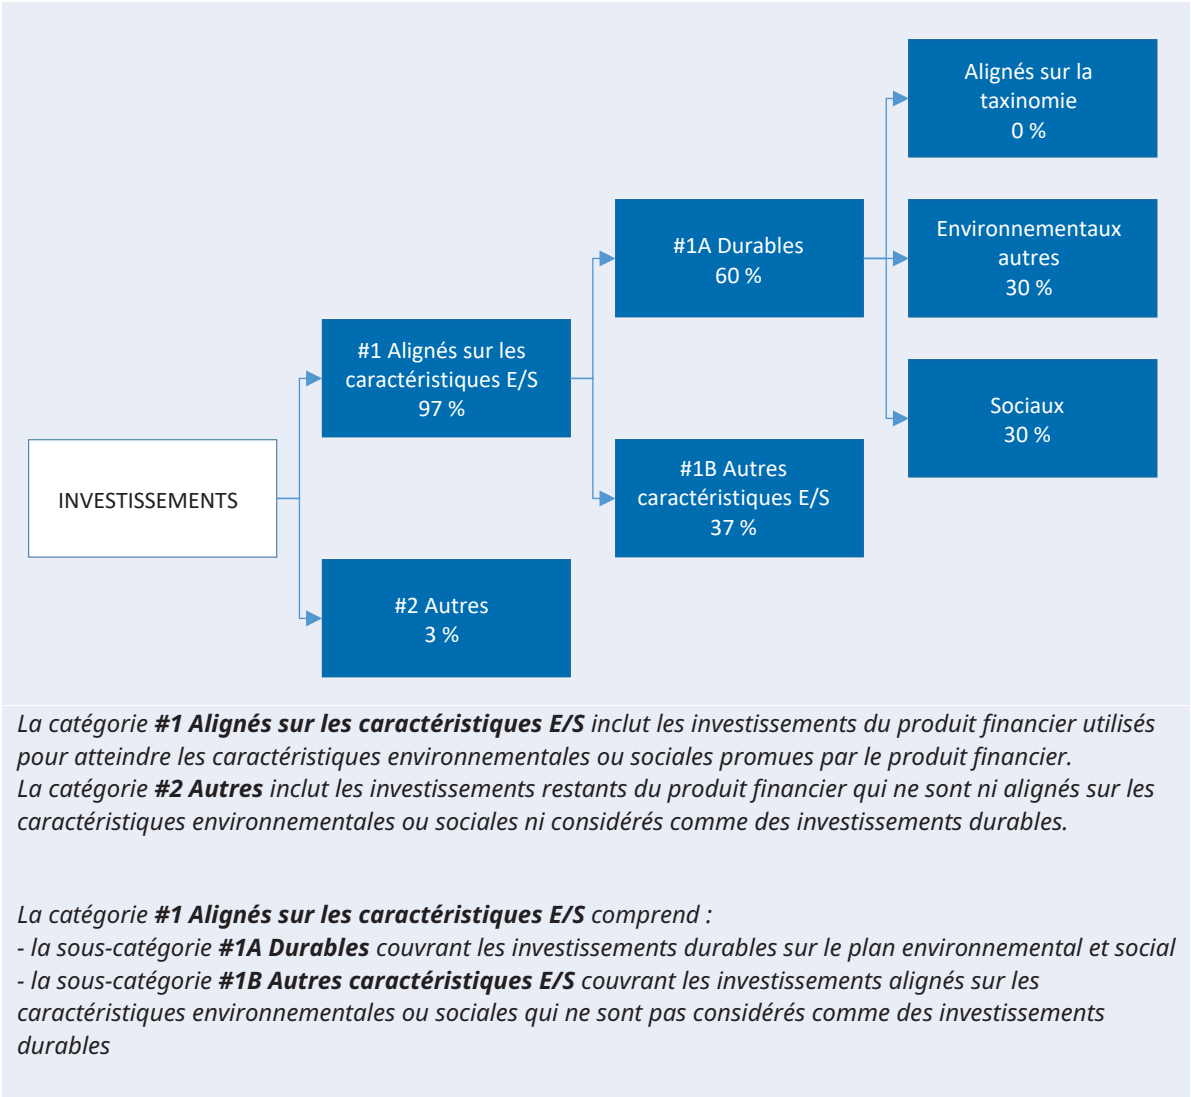 Alignés sur la
taxinomie
0 %
#1A Durables
60 %
Environnementaux
autres
30 %
#1 Alignés sur les
caractéristiques E/S
97 %
Sociaux
30 %
INVESTISSEMENTS
#1B Autres
caractéristiques E/S
37 %
#2 Autres
3 %
La catégorie #1 Alignés sur les caractéristiques E/S inclut les investissements du produit financier utilisés
pour atteindre les caractéristiques environnementales ou sociales promues par le produit financier.
La catégorie #2 Autres inclut les investissements restants du produit financier qui ne sont ni alignés sur les
caractéristiques environnementales ou sociales ni considérés comme des investissements durables.
La catégorie #1 Alignés sur les caractéristiques E/S comprend :
- la sous-catégorie #1A Durables couvrant les investissements durables sur le plan environnemental et social
- la sous-catégorie #1B Autres caractéristiques E/S couvrant les investissements alignés sur les
caractéristiques environnementales ou sociales qui ne sont pas considérés comme des investissements
durables